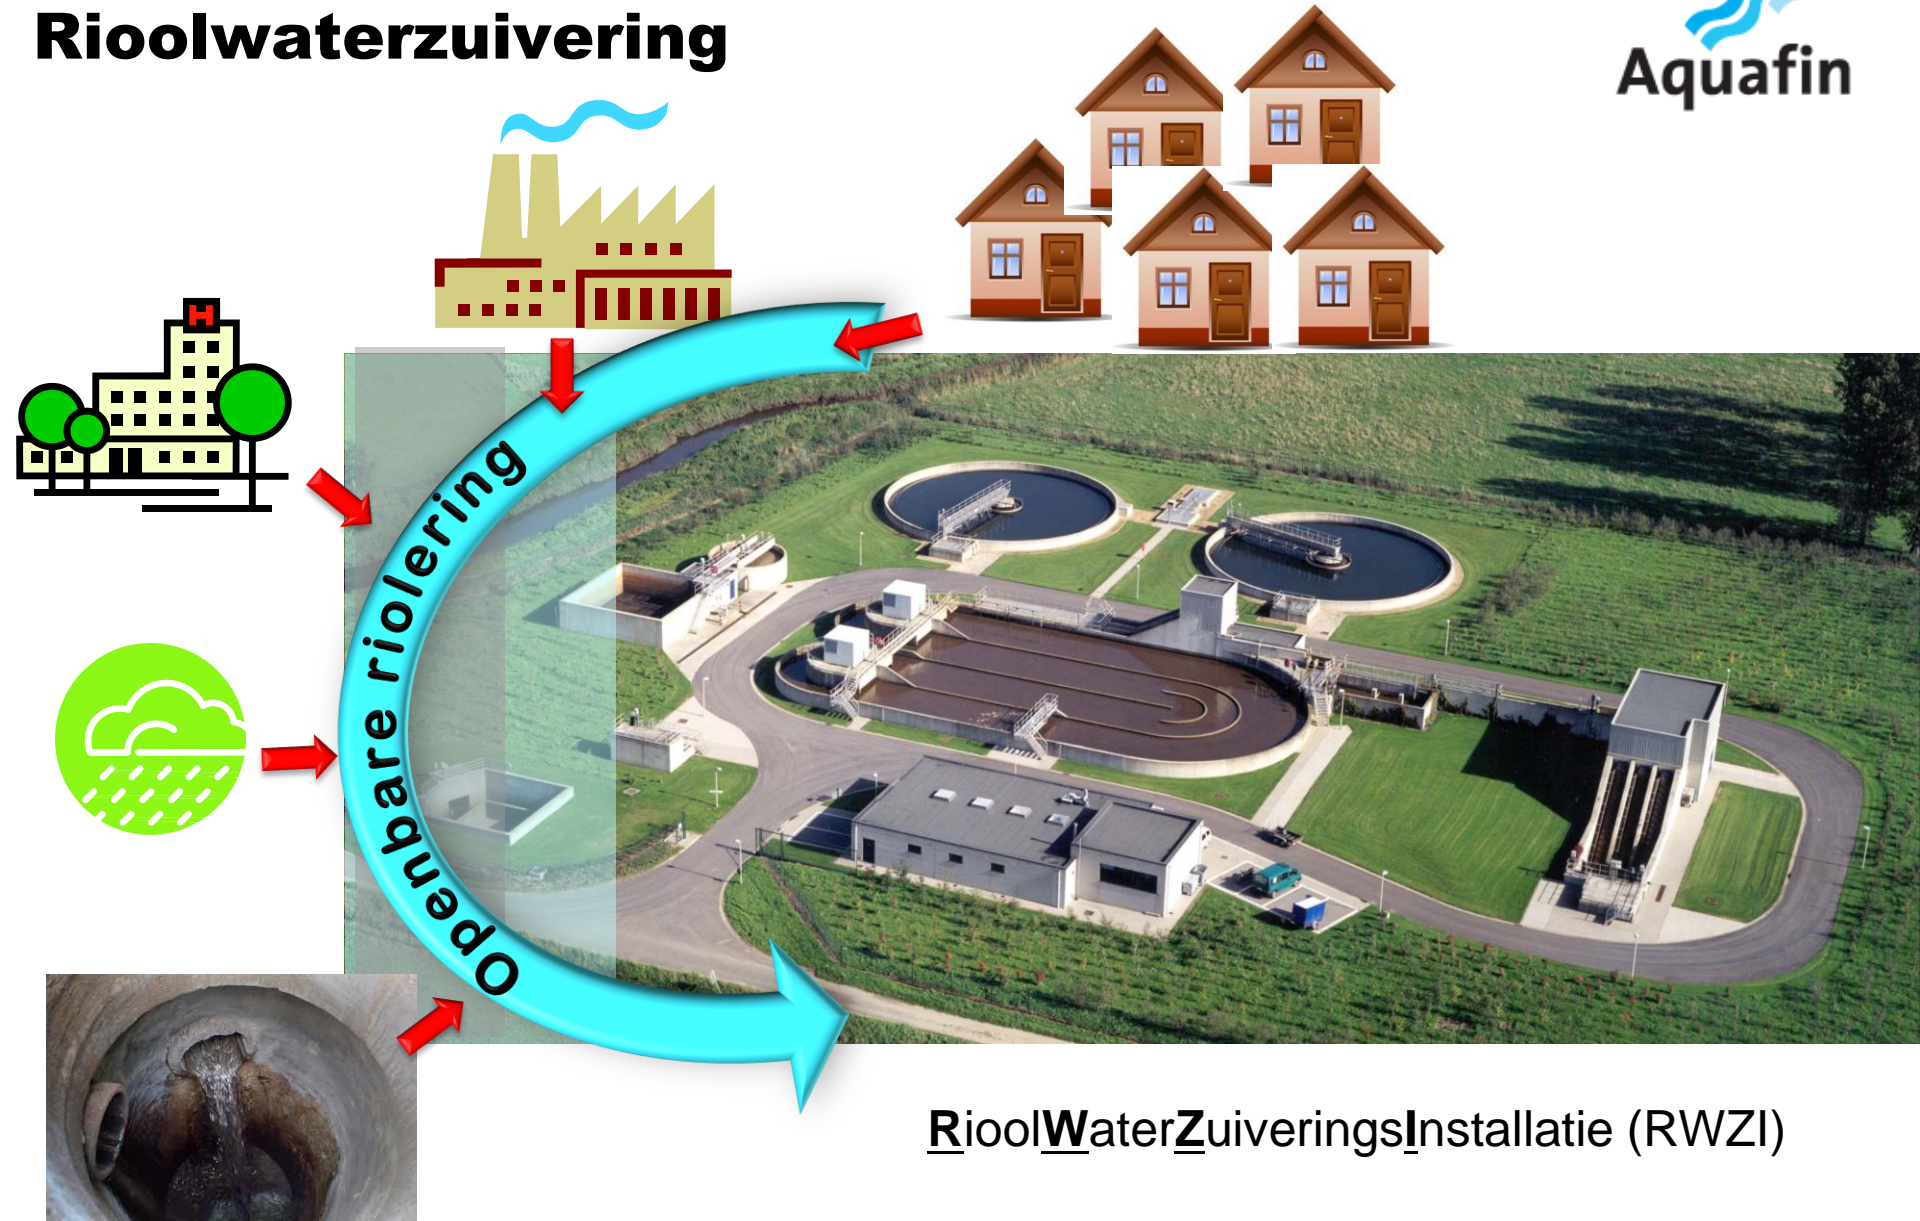 Rioolwaterzuivering
Aquafin
H
Openbare riolering
RioolWaterZuiveringsInstallatie (RWZI)